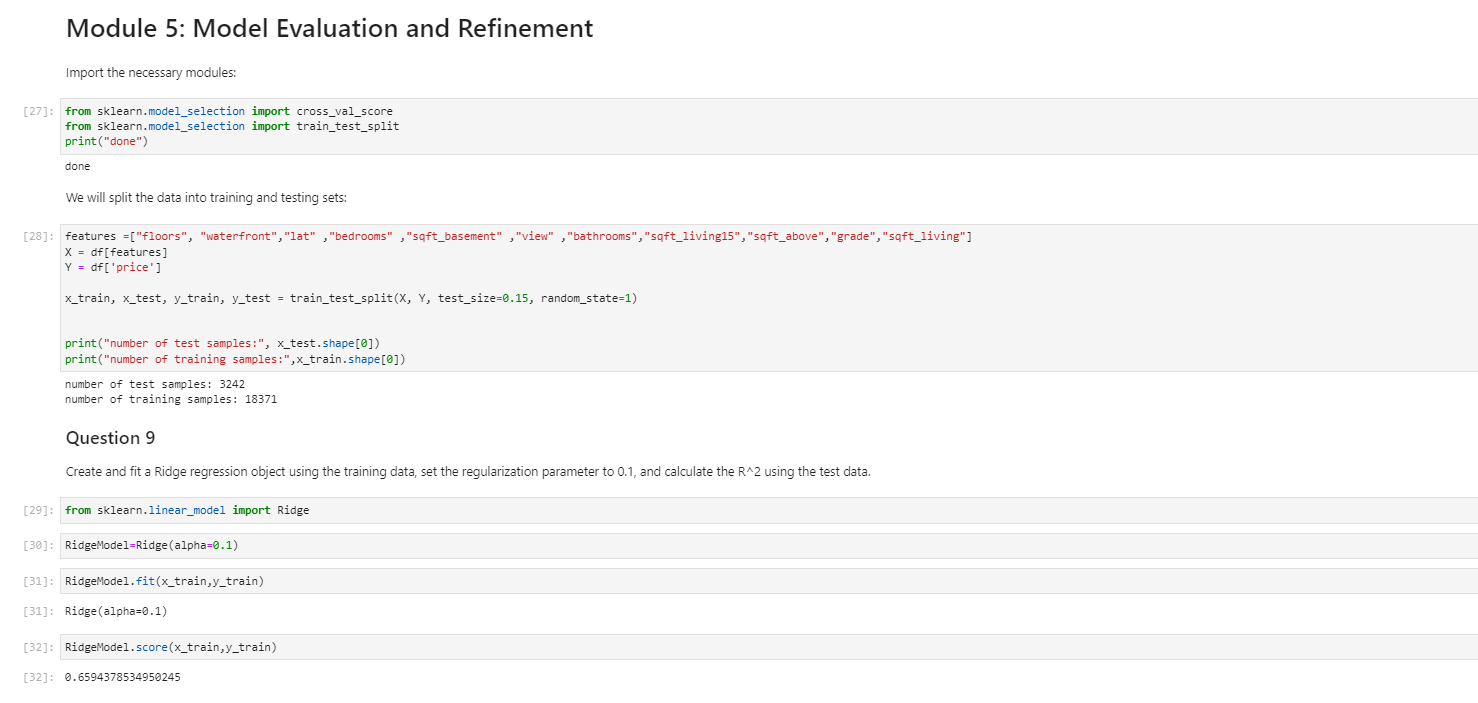 Module 5: Model Evaluation and Refinement
Import the necessary modules:
[27]: from sklearn.model_selection import cross_val_score
from sklearn.model_selection import train_test_split
print("done")
done
We will split the data into training and testing sets:
[28]: features =["floors", "waterfront","lat" ,"bedrooms" ,"sqft_basement" ,"view" ,"bathrooms","sqft_living15","sqft_above","grade","sqft_living"]
X = df[features]
Y = df['price']
x_train, x_test, y_train, y_test = train_test_split(X, Y, test_size=0.15, random_state=1)
print("number of test samples:", x_test.shape[0])
print("number of training samples:",x_train.shape[0])
number of test samples: 3242
number of training samples: 18371
Question 9
Create and fit a Ridge regression object using the training data, set the regularization parameter to 0.1, and calculate the R^2 using the test data.
[29]: from sklearn.linear_model import Ridge
[30]: RidgeModel=Ridge(alpha=0.1)
[31]: RidgeModel.fit(x_train,y_train)
[31]: Ridge(alpha=0.1)
[32]: RidgeModel.score(x_train,y_train)
[32]: 0.6594378534950245